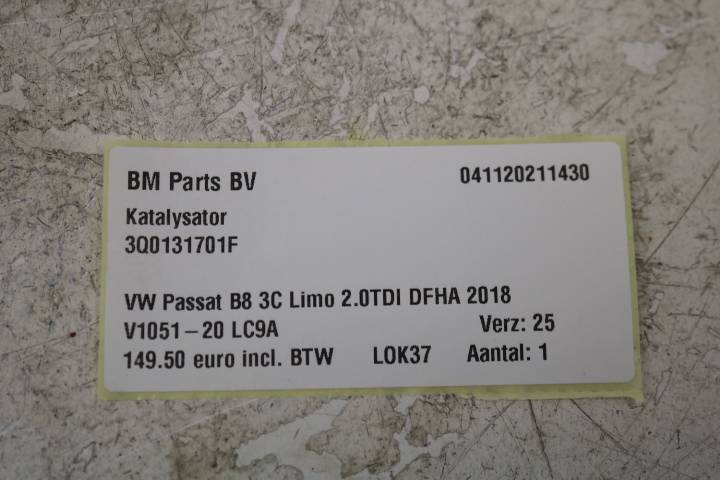 BM Parts BV 041120211430
Katalysator
3Q0131701F
VW Passat B8 3C Limo 2.0TDI DFHA 2018
V1051-20 LC9A Verz: 25
149.50 euro incl. BTW LOK37 Aantal: 1